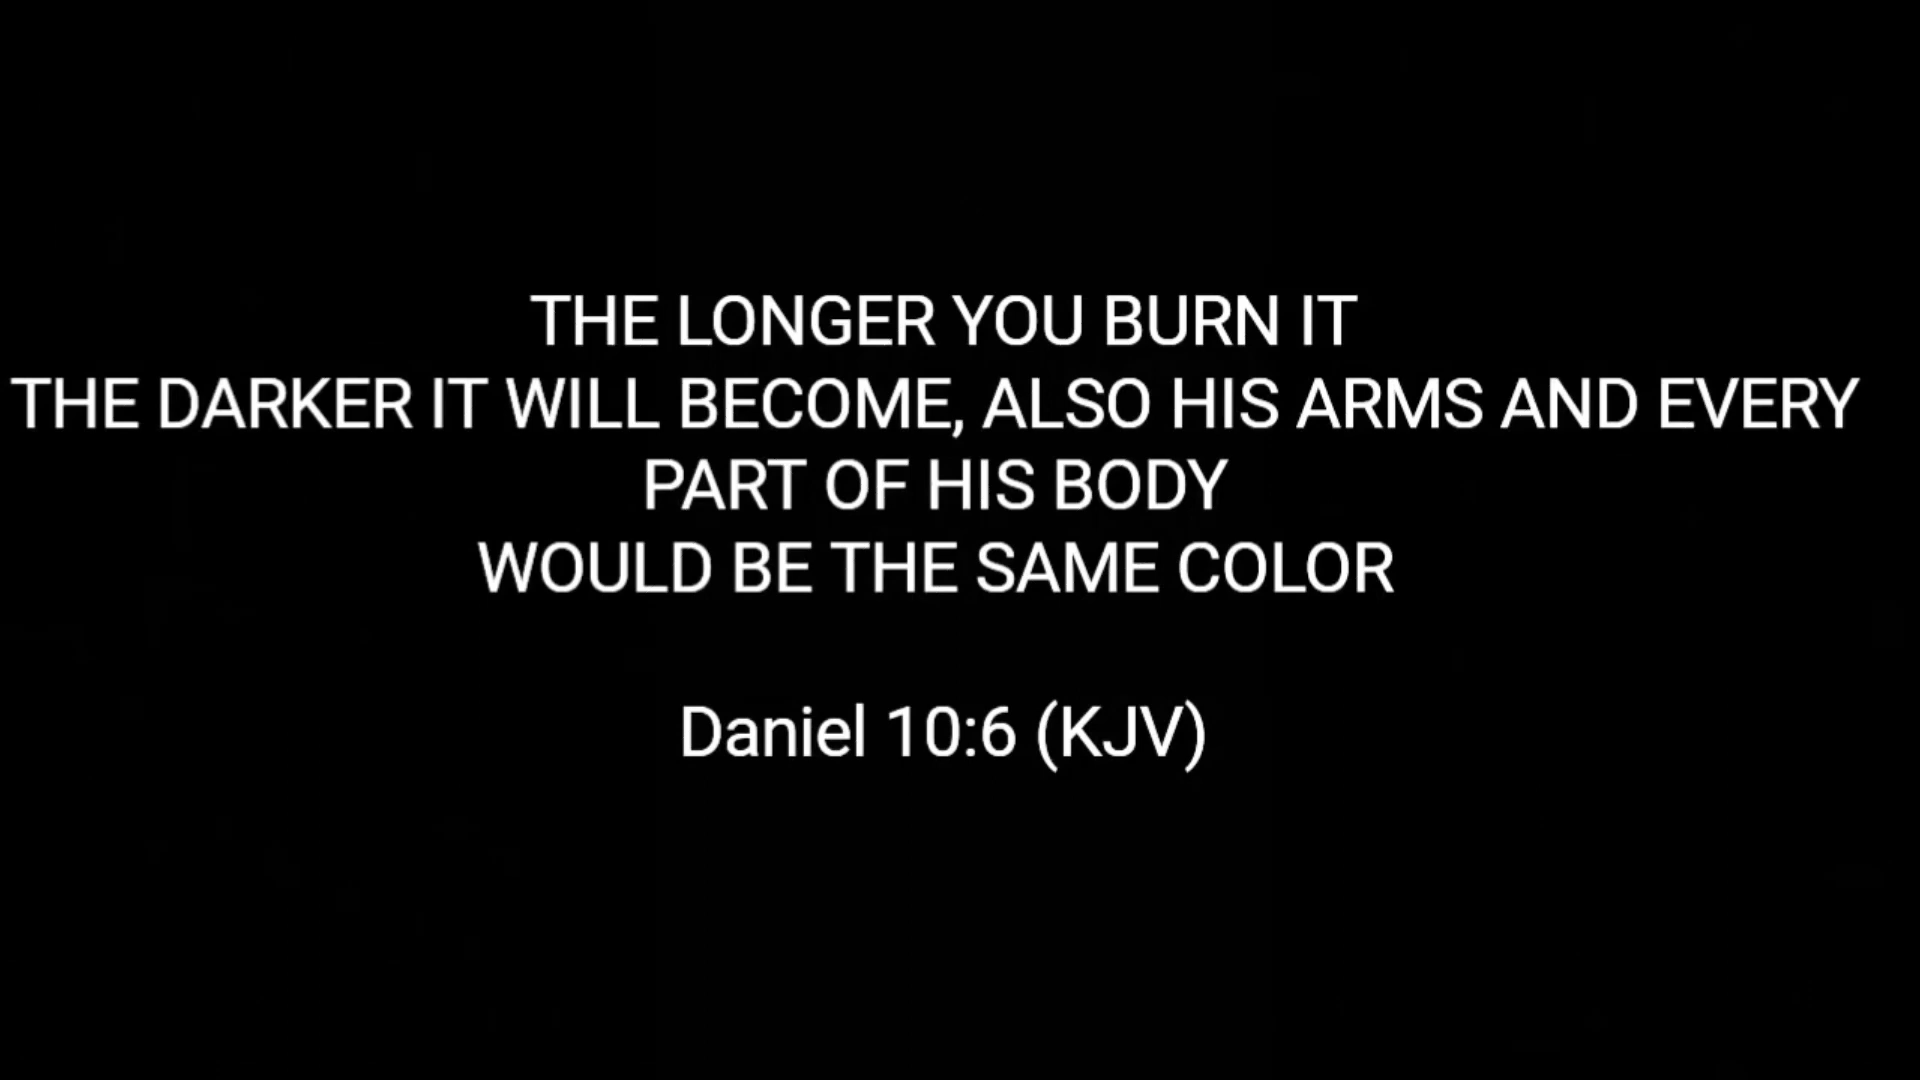 THE LONGER YOU BURN IT
THE DARKER IT WILL BECOME, ALSO HIS ARMS AND EVERY
PART OF HIS BODY
WOULD BE THE SAME COLOR
Daniel 10:6 (KJV)